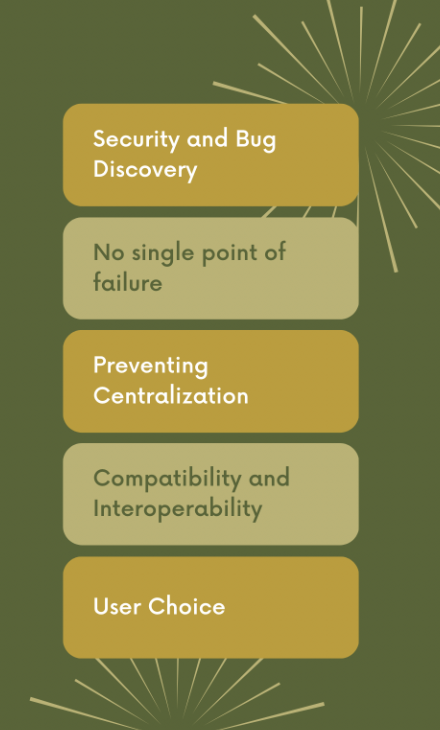 Security and Bug
Discovery
No single point of
failure
Preventing
Centralization
Compatibility and
Interoperability
User Choice